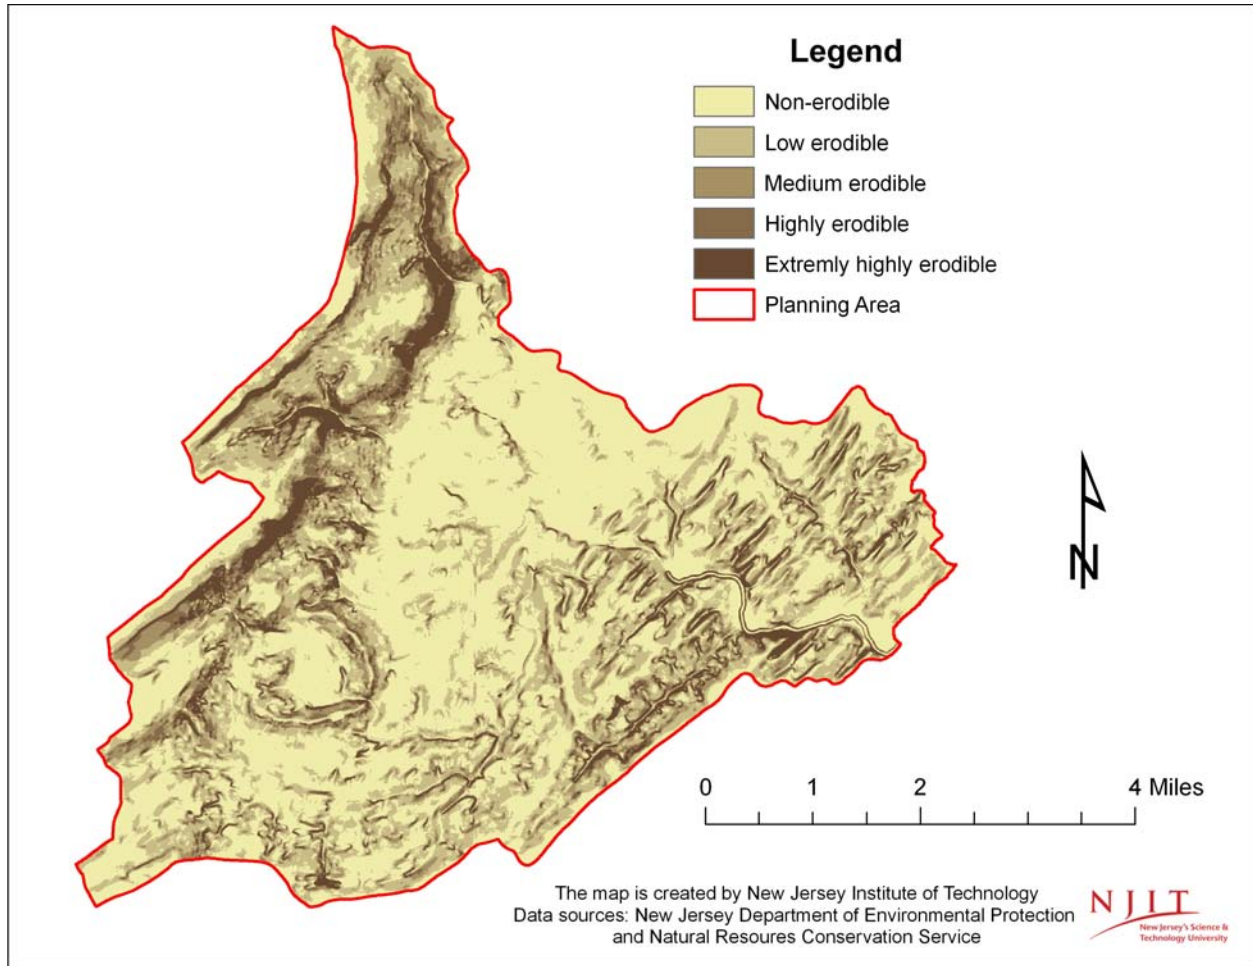 Legend
Non-erodible
Low erodible
Medium erodible
Highly erodible
Extremly highly erodible
Planning Area
N
0 1 2 4 Miles
The map is created by New Jersey Institute of Technology
Data sources: New Jersey Department of Environmental Protection
and Natural Resoures Conservation Service
NJIT
New Jersey's Science &
Technology University